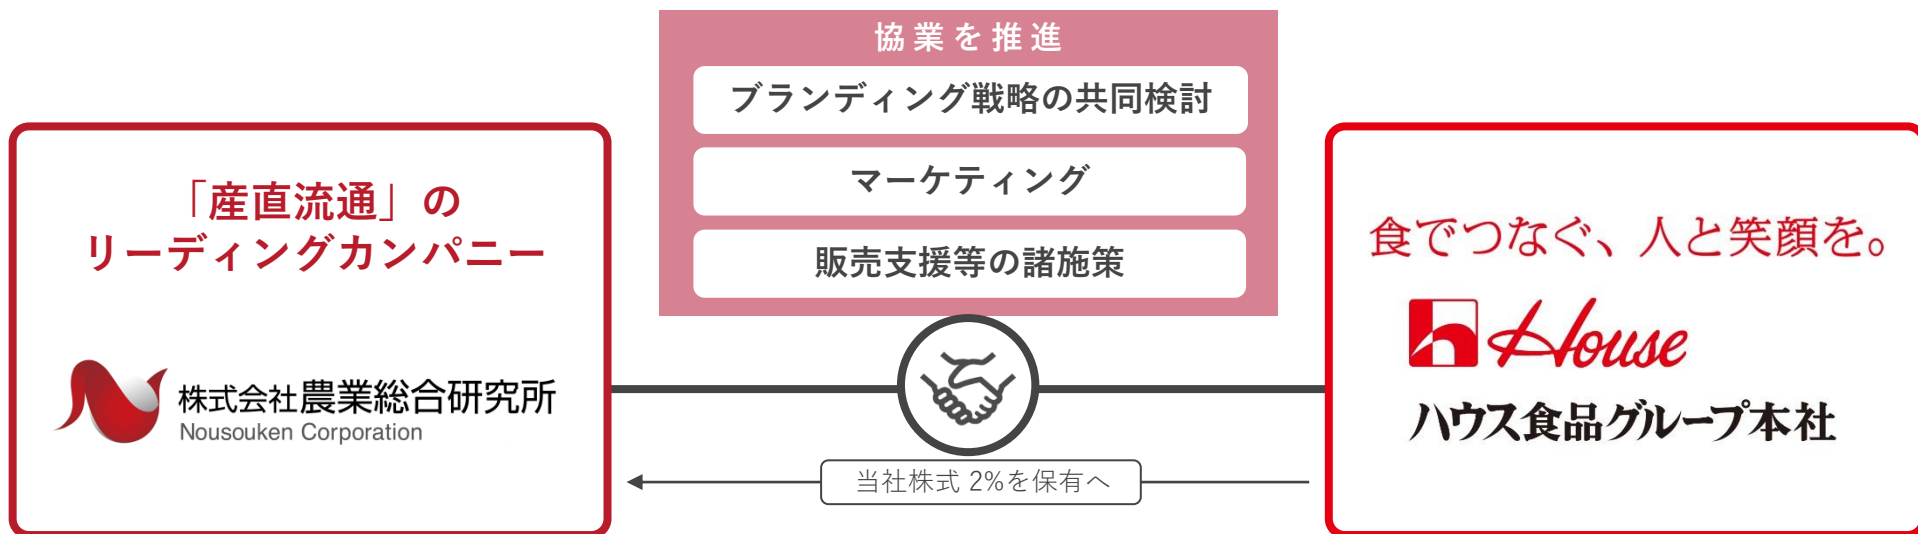 協業を推進
ブランディング戦略の共同検討
マーケティング
販売支援等の諸施策
「産直流通」の
リーディングカンパニー
株式会社農業総合研究所
Nousouken Corporation
食でつなぐ、人と笑顔を。
House
ハウス食品グループ本社
当社株式 2%を保有へ